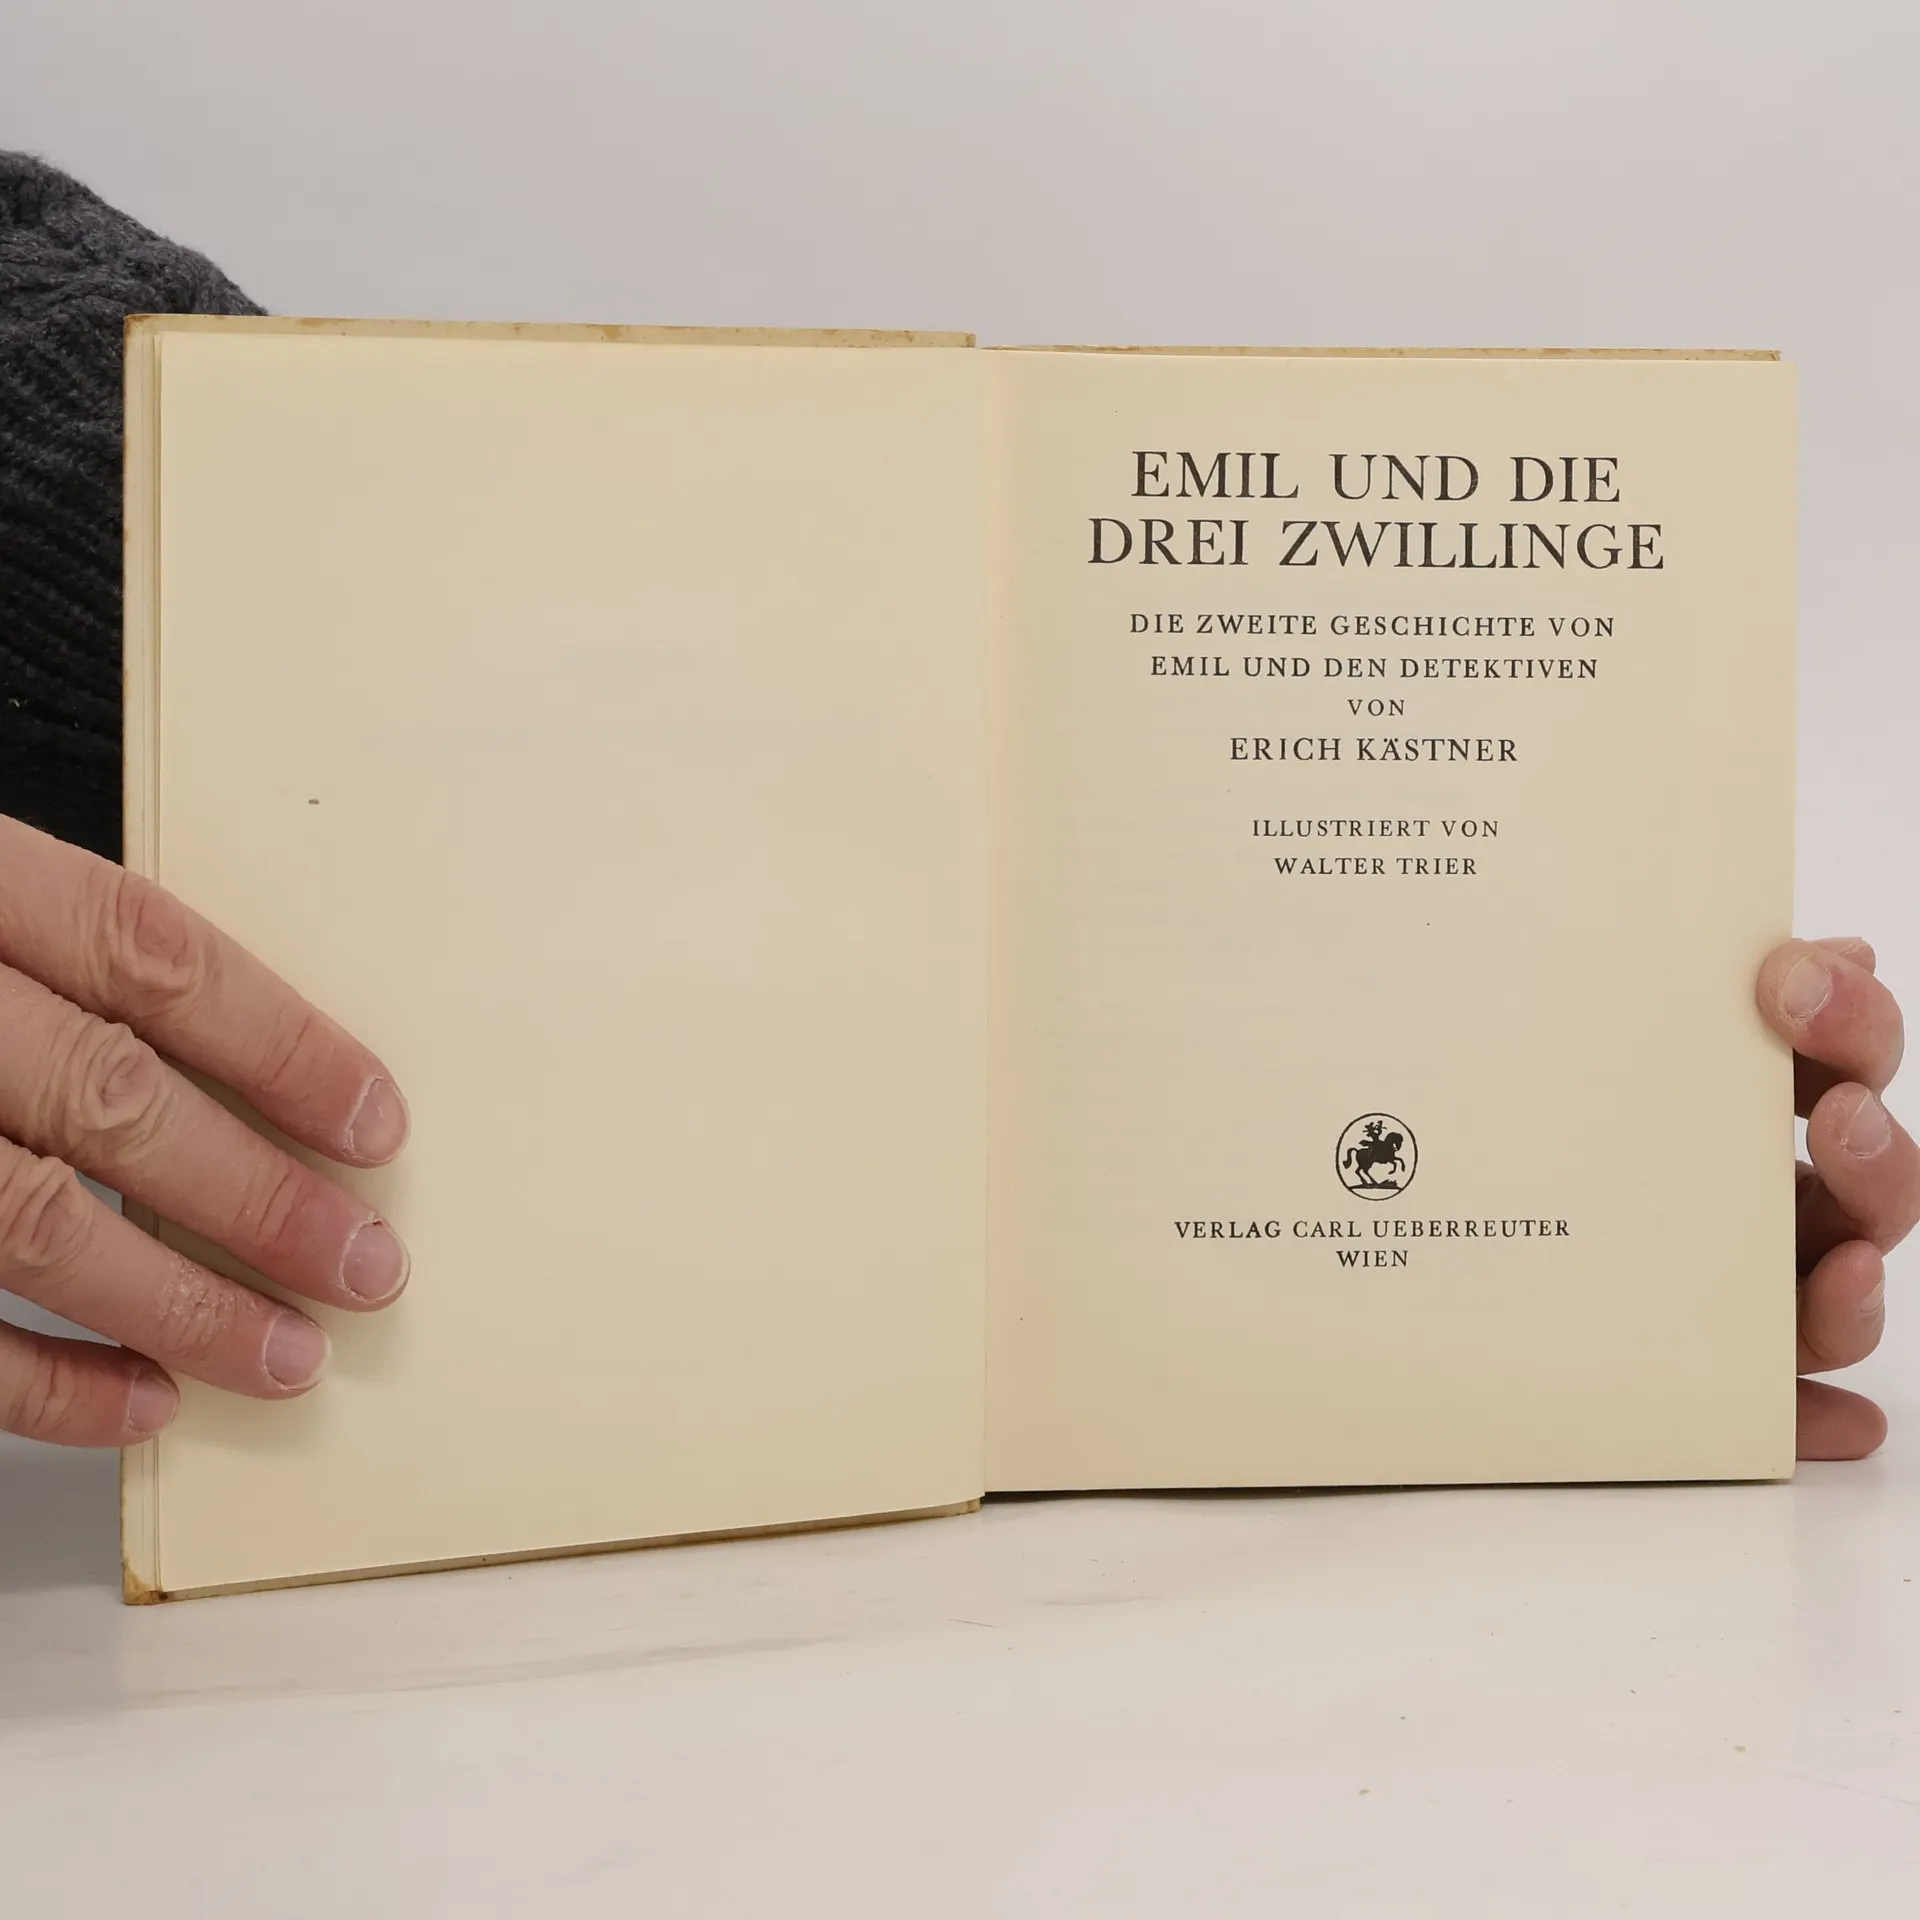 EMIL UND DIE
DREI ZWILLINGE
DIE ZWEITE GESCHICHTE VON
EMIL UND DEN DETEKTIVEN
VON
ERICH KÄSTNER
ILLUSTRIERT VON
WALTER TRIER
VERLAG CARL UEBERREUTER
WIEN